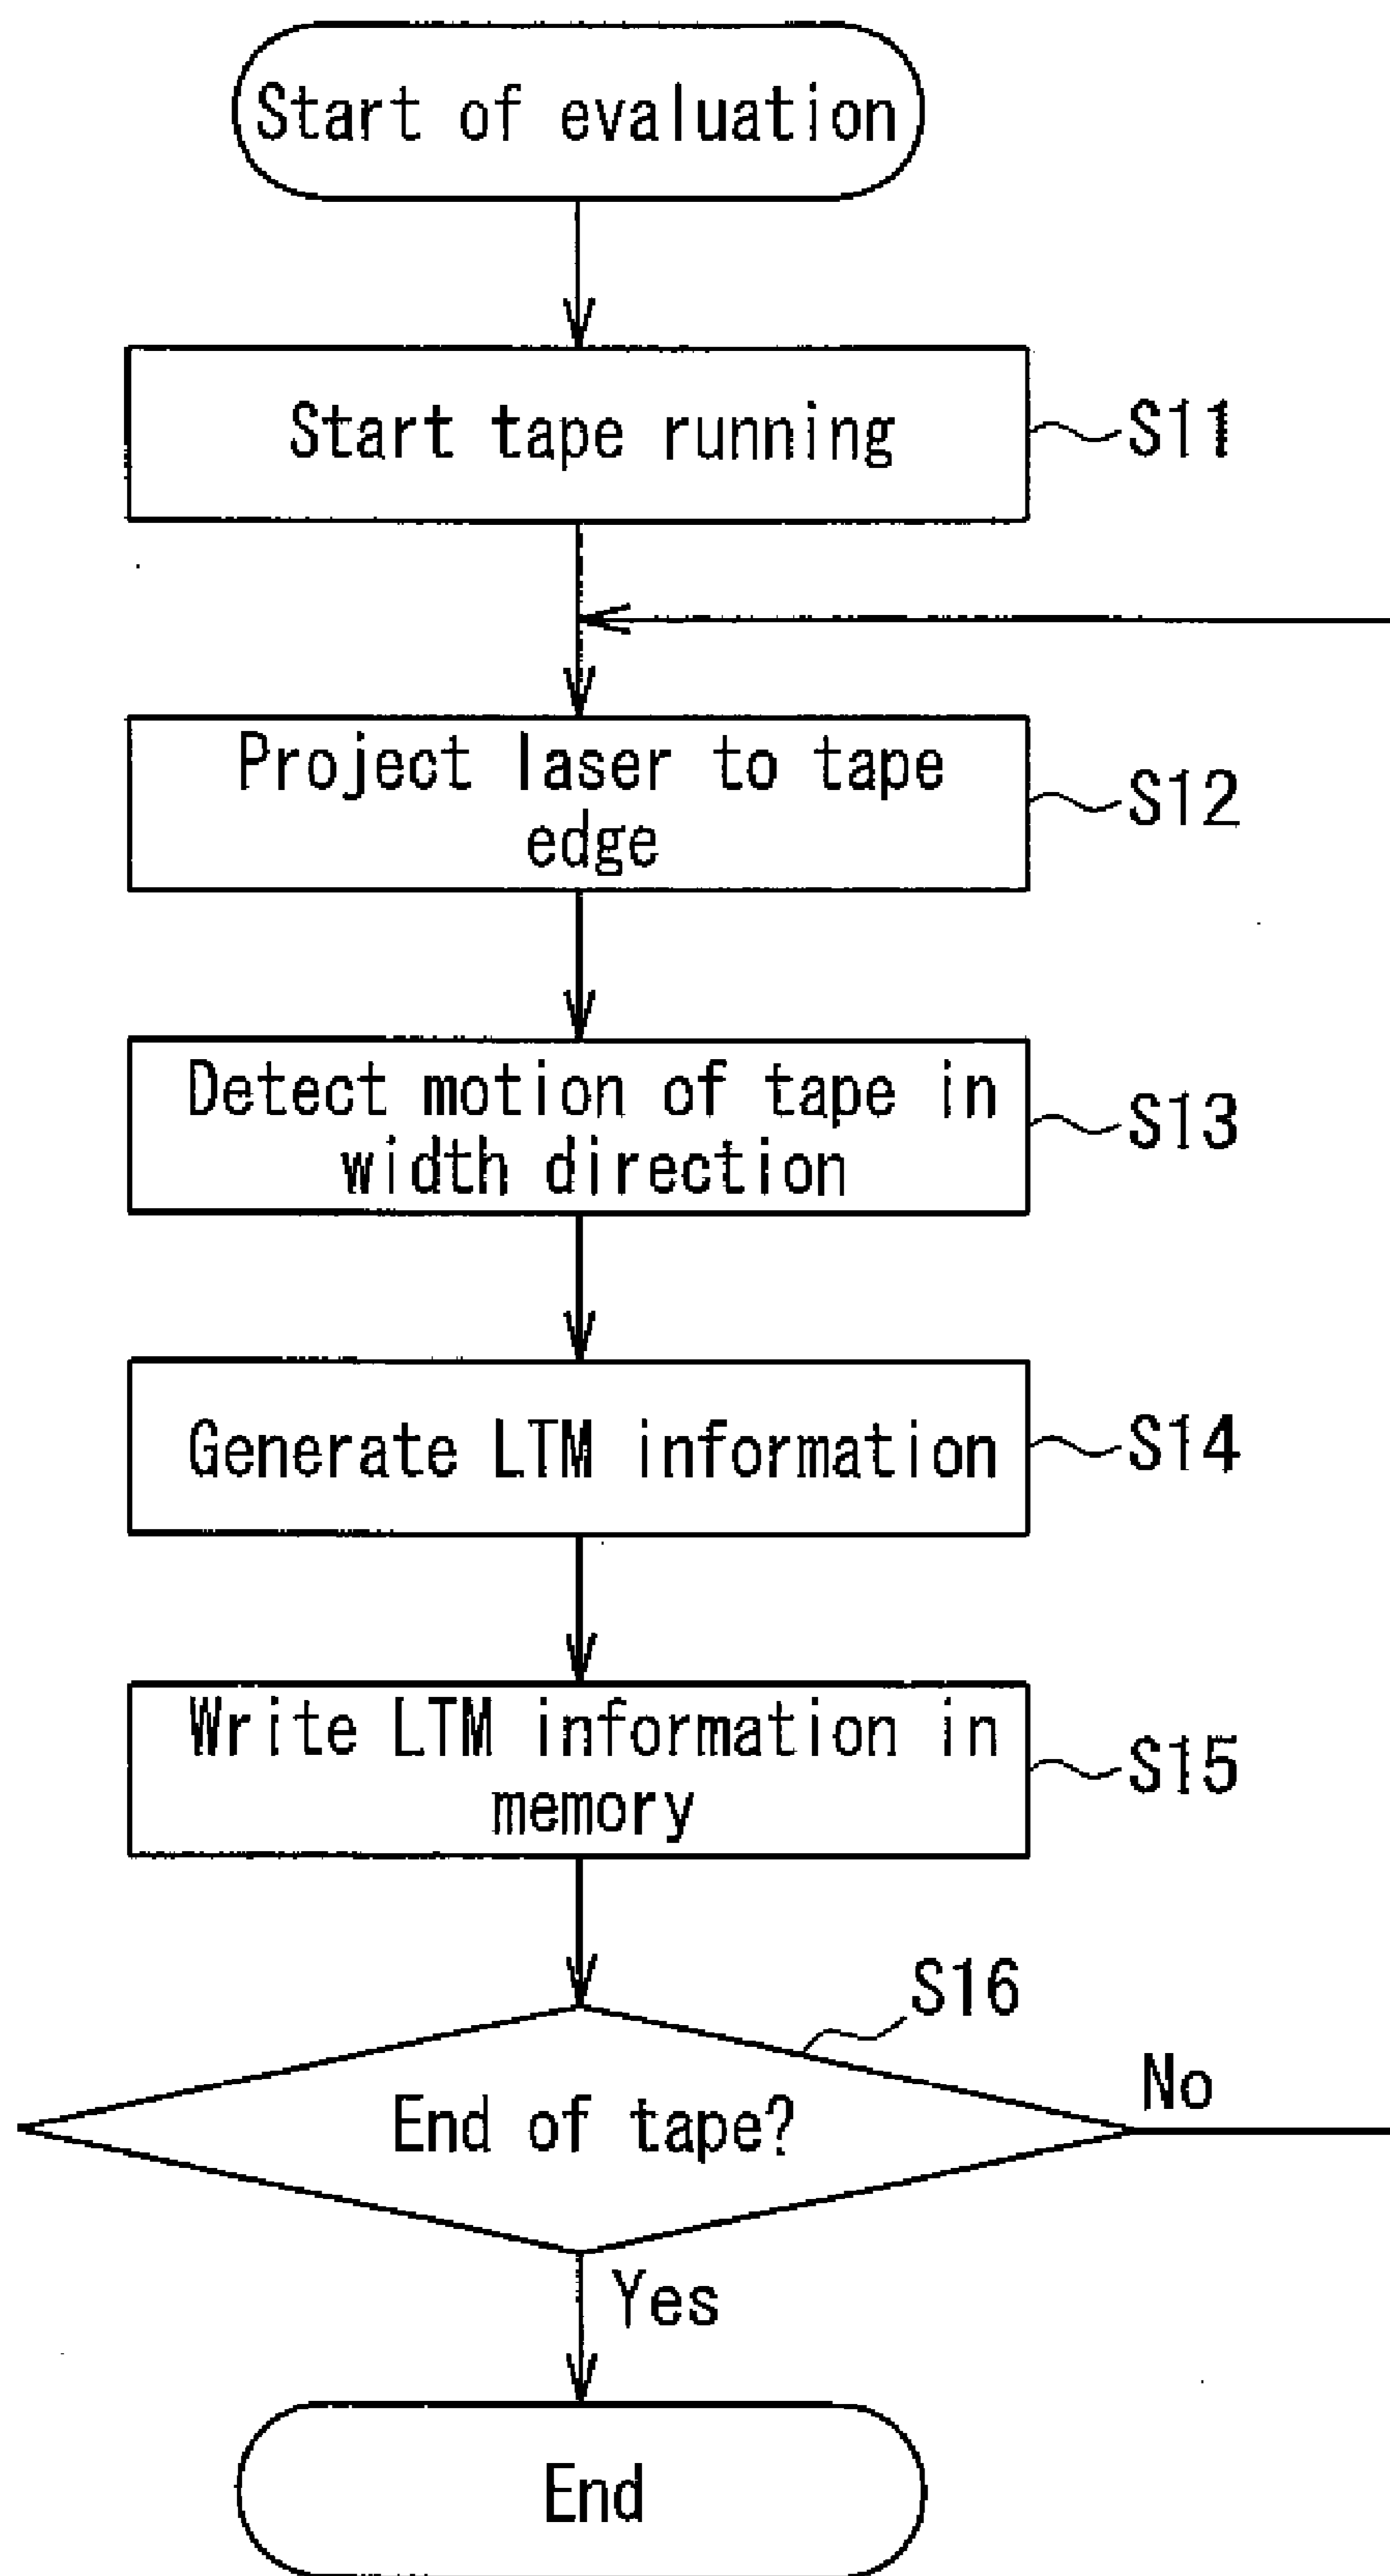 Start of evaluation
Start tape running
S11
Project laser to tape
edge
S12
Detect motion of tape in
width direction
S13
Generate LTM information
S14
Write LTM information in
memory
S15
S16
End of tape?
No
Yes
End